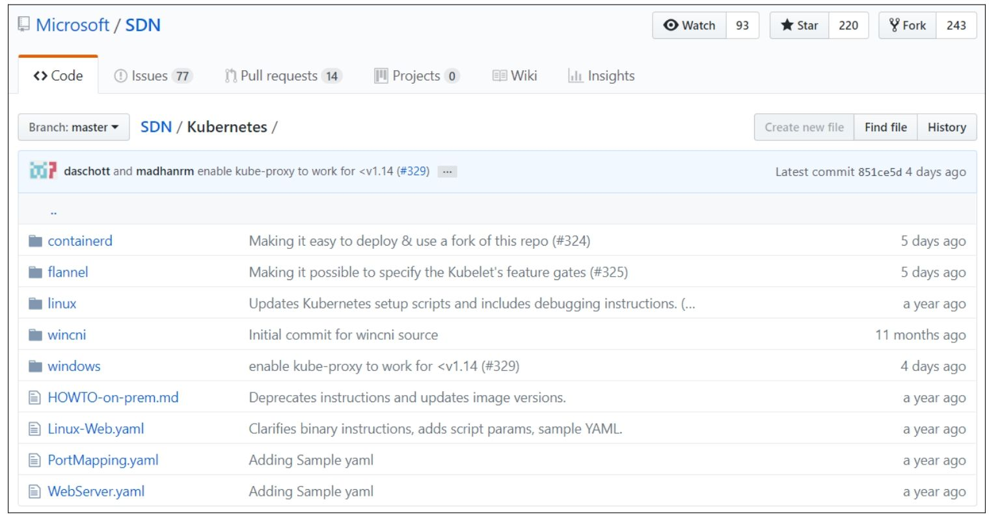 Microsoft / SDN
Watch 93 Star 220 Fork 243
Code Issues 77 Pull requests 14 Projects 0 Wiki Insights
Branch: master SDN / Kubernetes / Create new file Find file History
daschott and madhanrm enable kube-proxy to work for <v1.14 (#329) ... Latest commit 851ce5d 4 days ago
..
containerd Making it easy to deploy & use a fork of this repo (#324) 5 days ago
flannel Making it possible to specify the Kubelet's feature gates (#325) 5 days ago
linux Updates Kubernetes setup scripts and includes debugging instructions. (... a year ago
wincni Initial commit for wincni source 11 months ago
windows enable kube-proxy to work for <v1.14 (#329) 4 days ago
HOWTO-on-prem.md Deprecates instructions and updates image versions. a year ago
Linux-Web.yaml Clarifies binary instructions, adds script params, sample YAML. a year ago
PortMapping.yaml Adding Sample yaml a year ago
WebServer.yaml Adding Sample yaml a year ago